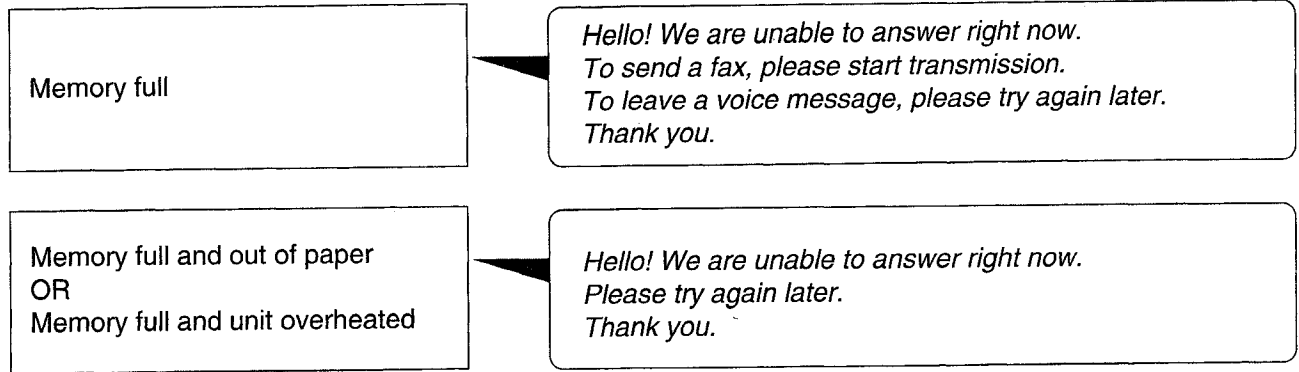 Memory full
Hello! We are unable to answer right now.
To send a fax, please start transmission.
To leave a voice message, please try again later.
Thank you.
Memory full and out of paper
OR
Memory full and unit overheated
Hello! We are unable to answer right now.
Please try again later.
Thank you.